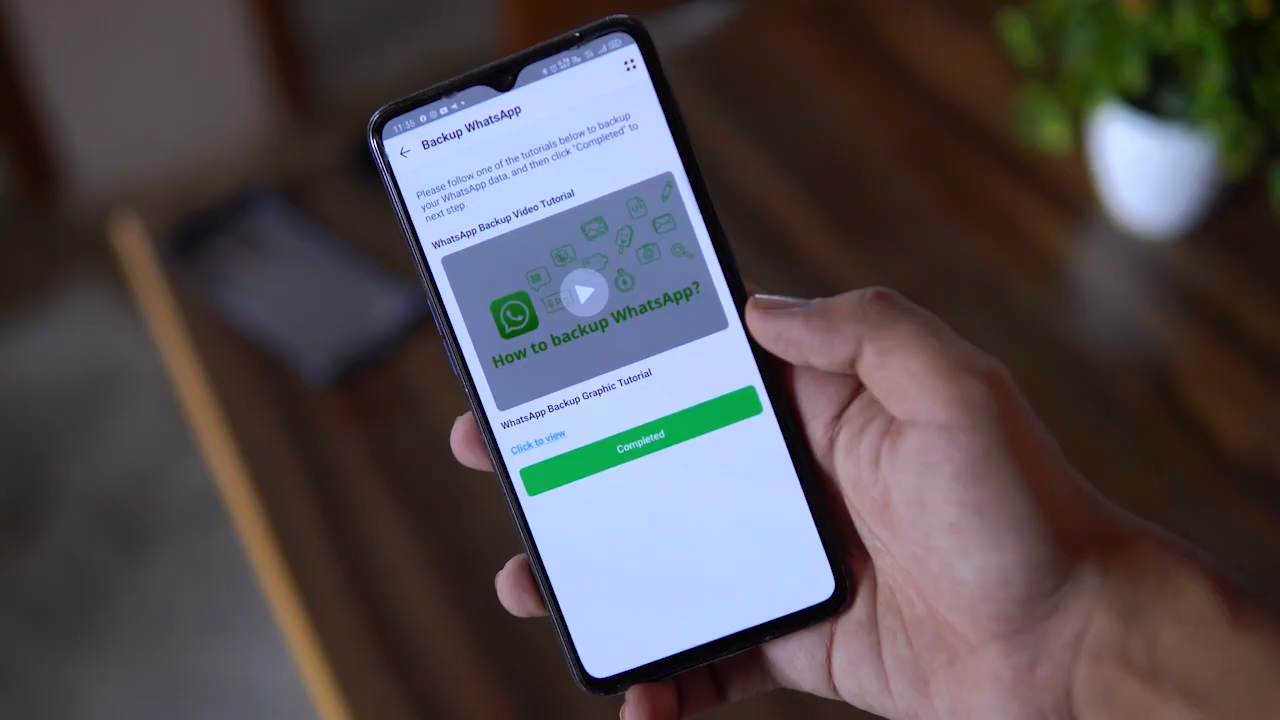 11:35
Backup WhatsApp
Please follow one of the tutorials below to backup
your WhatsApp data, and then click "Completed" to
next step.
WhatsApp Backup Video Tutorial
How to backup WhatsApp?
WhatsApp Backup Graphic Tutorial
Click to view
Completed